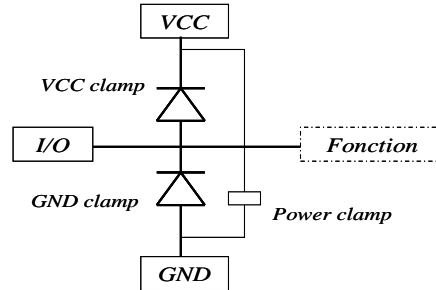 VCC
VCC clamp
I/O
Fonction
GND clamp
Power clamp
GND